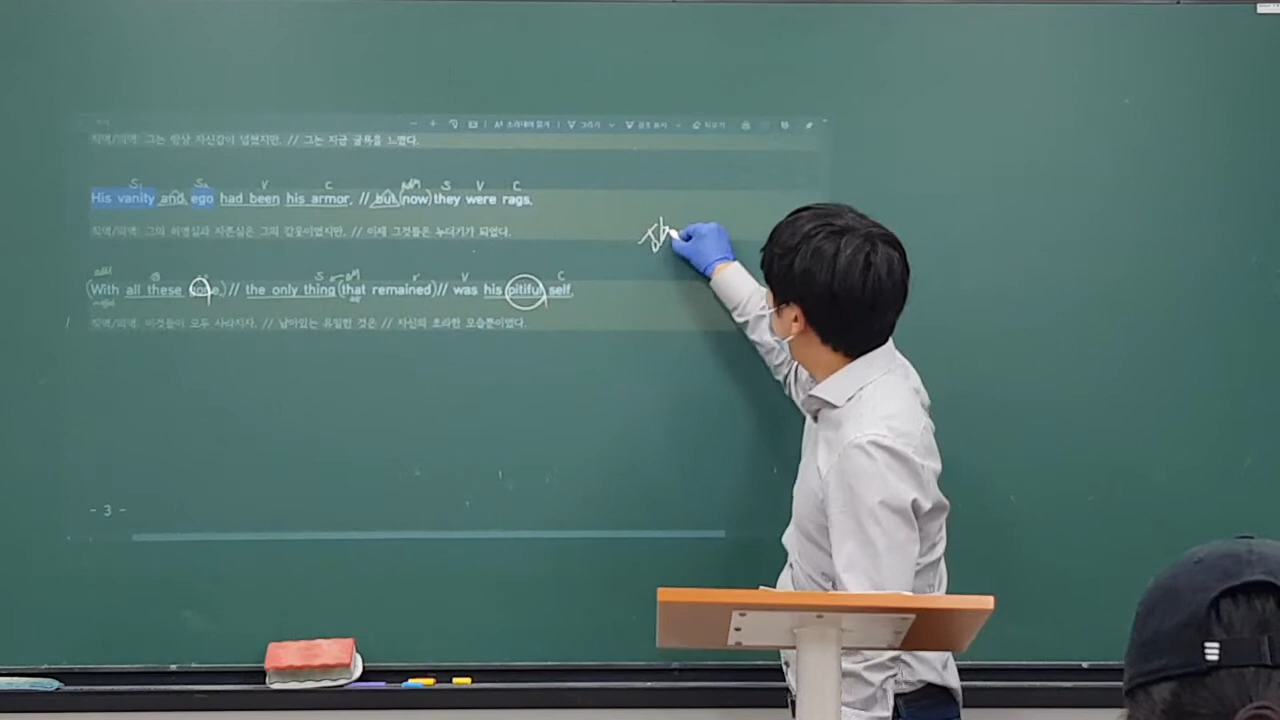 직역/의역: 그는 항상 자신감이 넘쳤지만, // 그는 지금 굴욕을 느꼈다.
S₁ S₂ V C adM S V C
His vanity and ego had been his armor, // but (now) they were rags.
직역/의역: 그의 허영심과 자존심은 그의 갑옷이었지만, // 이제 그것들은 누더기가 되었다.
S V V C
(With all these gone,) // the only thing (that remained) // was his pitiful self.
직역/의역: 이것들이 모두 사라지자, // 남아있는 유일한 것은 // 자신의 초라한 모습뿐이었다.
- 3 -